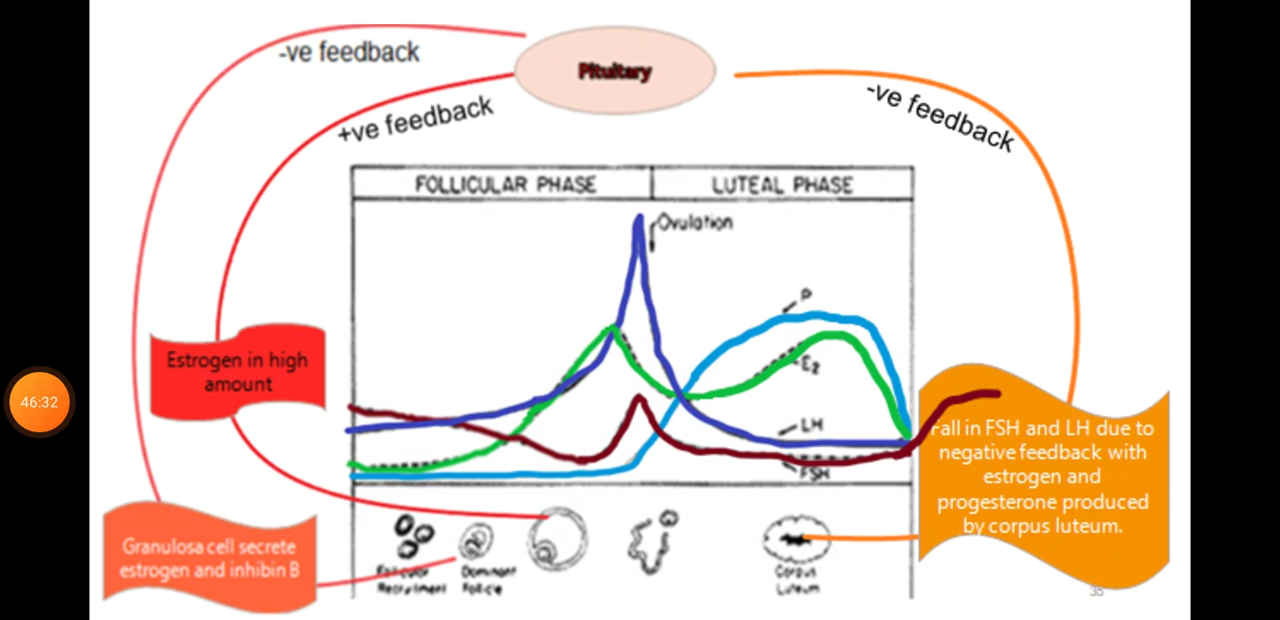 -ve feedback
Pituitary
+ve feedback
-ve feedback
FOLLICULAR PHASE
LUTEAL PHASE
Ovulation
P
E2
LH
FSH
Estrogen in high
amount
46:32
Fall in FSH and LH due to
negative feedback with
estrogen and
progesterone produced
by corpus luteum.
Granulosa cell secrete
estrogen and inhibin B
Follicular
Recruitment
Dominant
Follicle
Corpus
Luteum
35